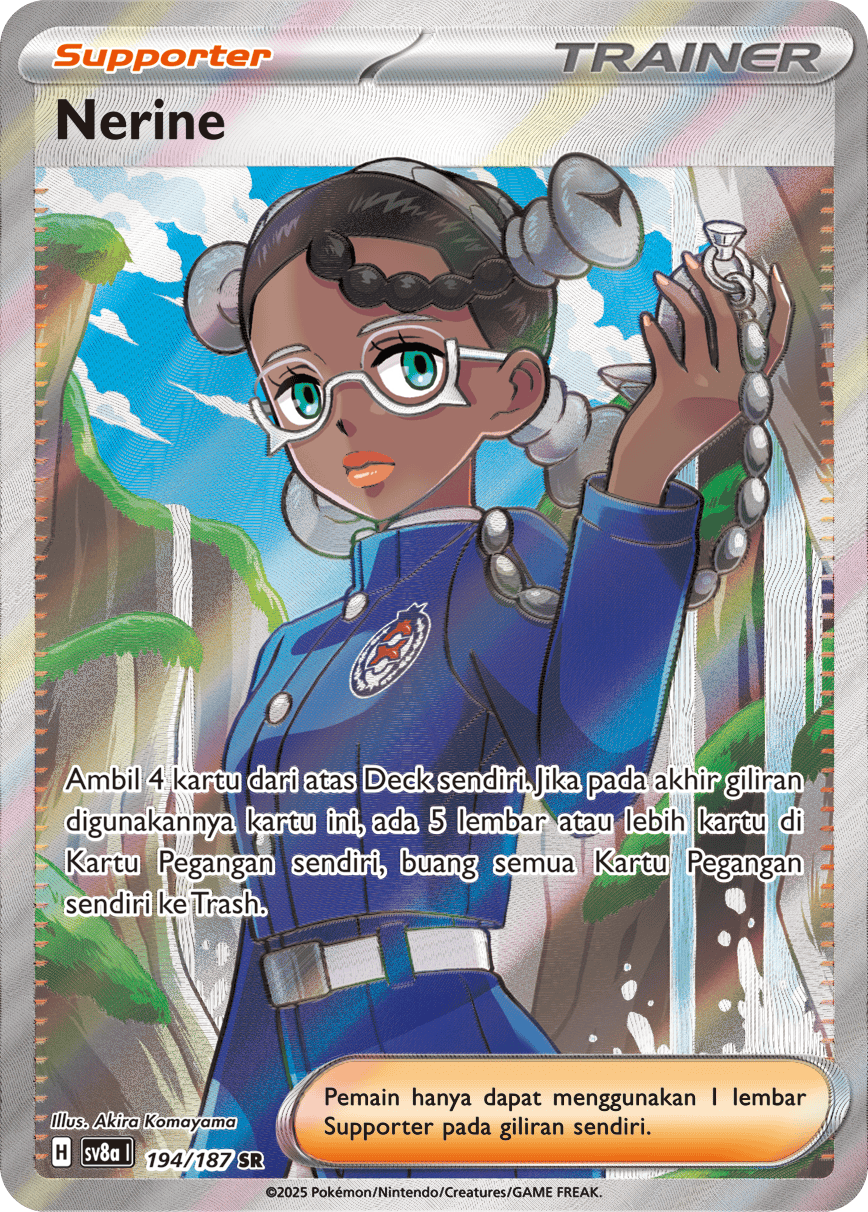 Supporter
TRAINER
Nerine
Ambil 4 kartu dari atas Deck sendiri. Jika pada akhir giliran
digunakannya kartu ini, ada 5 lembar atau lebih kartu di
Kartu Pegangan sendiri, buang semua Kartu Pegangan
sendiri ke Trash.
Pemain hanya dapat menggunakan 1 lembar
Supporter pada giliran sendiri.
Illus. Akira Komayama
H sv8a I 194/187 SR
©2025 Pokémon/Nintendo/Creatures/GAME FREAK.